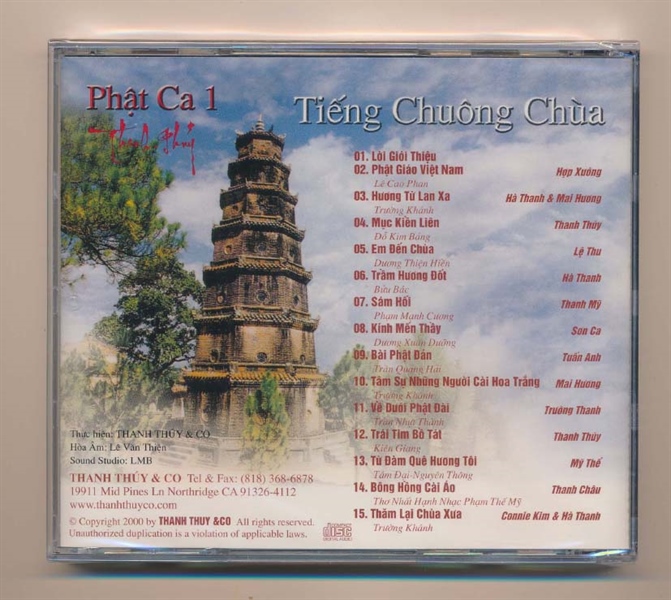 Phật Ca 1
Thanh Thúy
Tiếng Chuông Chùa
01. Lời Giới Thiệu
02. Phật Giáo Việt Nam Hợp Xướng
Lê Cao Phan
03. Hương Từ Lan Xa Hà Thanh & Mai Hương
Trường Khánh
04. Mục Kiền Liên Thanh Thúy
Đỗ Kim Bảng
05. Em Đến Chùa Lệ Thu
Dương Thiện Hiền
06. Trầm Hương Đốt Hà Thanh
Bửu Bác
07. Sám Hối Thanh Mỹ
Phạm Mạnh Cương
08. Kính Mến Thầy Sơn Ca
Dương Xuân Dưỡng
09. Bài Phật Đản Tuấn Anh
Trần Quang Hải
10. Tâm Sự Những Người Cài Hoa Trắng Mai Hương
Trường Khánh
11. Về Dưới Phật Đài Trường Thanh
Trần Nhật Thành
12. Trái Tim Bồ Tát Thanh Thúy
Kiên Giang
13. Từ Đàm Quê Hương Tôi Mỹ Thể
Tâm Đại-Nguyên Thông
14. Bông Hồng Cài Áo Thanh Châu
Thơ Nhất Hạnh Nhạc Phạm Thế Mỹ
15. Thăm Lại Chùa Xưa Connie Kim & Hà Thanh
Trường Khánh
Thực hiện: THANH THÚY & CO
Hòa Âm: Lê Văn Thiện
Sound Studio: LMB
THANH THÚY & CO Tel & Fax: (818) 368-6878
19911 Mid Pines Ln Northridge CA 91326-4112
www.thanhthuyco.com
© Copyright 2000 by THANH THUY &CO All rights reserved.
Unauthorized duplication is a violation of applicable laws.
COMPACT
disc
DIGITAL AUDIO